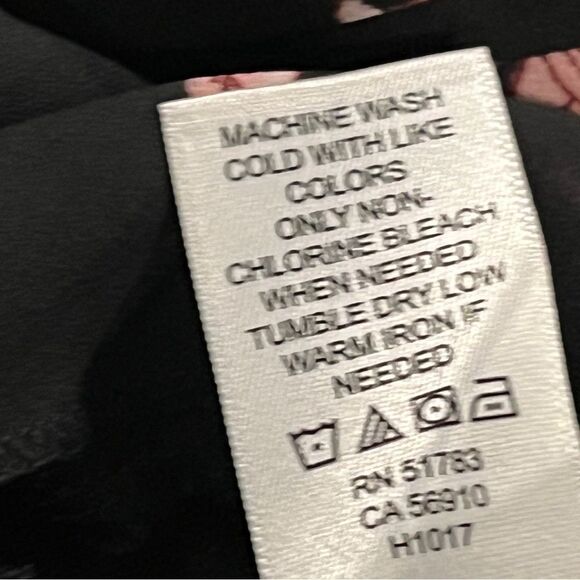 MACHINE WASH
COLD WITH LIKE
COLORS
ONLY NON-
CHLORINE BLEACH
WHEN NEEDED
TUMBLE DRY LOW
WARM IRON IF
NEEDED
RN 51783
CA 56910
H1017